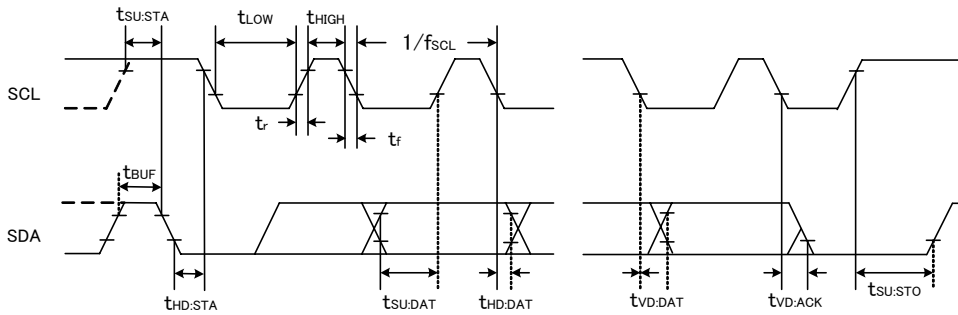 tSU:STA tLOW tHIGH 1/fSCL
SCL
tr tf
tBUF
SDA
tHD:STA tSU:DAT tHD:DAT tVD:DAT tVD:ACK tSU:STO